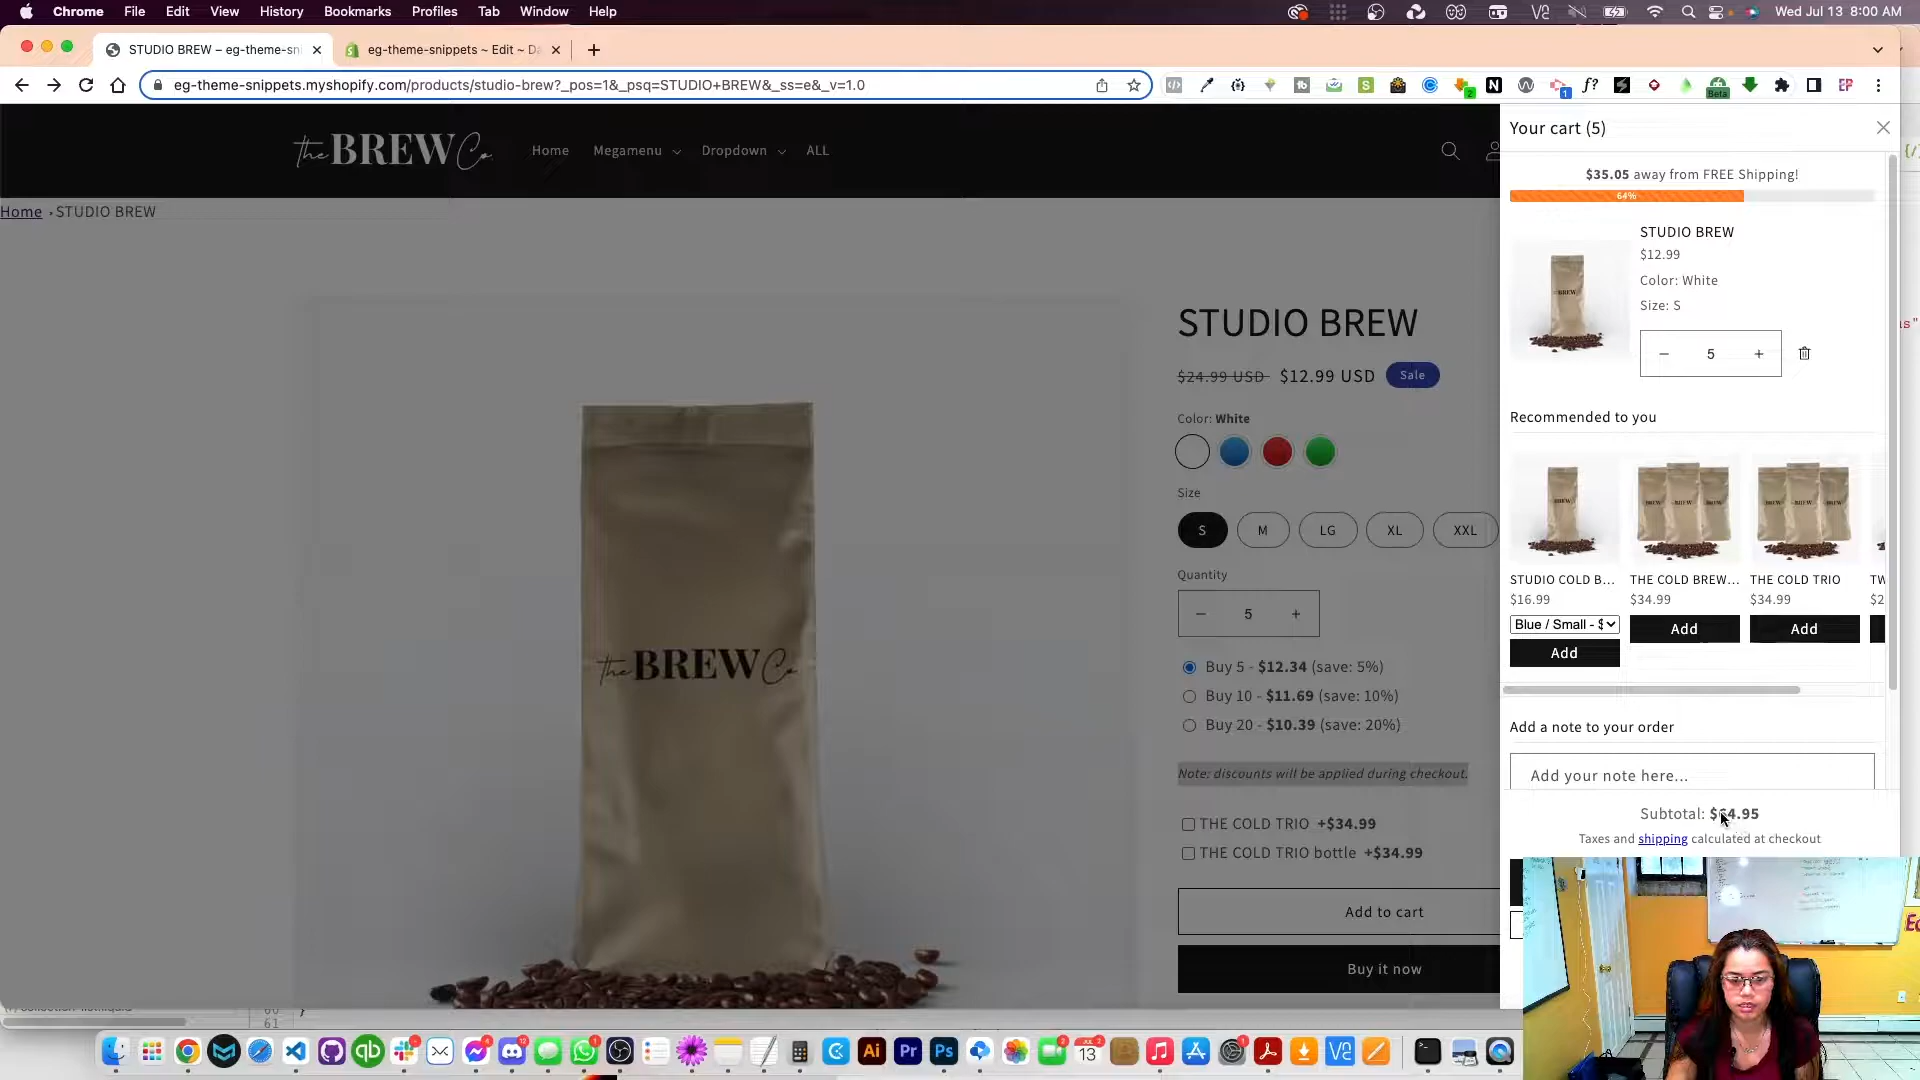 Chrome File Edit View History Bookmarks Profiles Tab Window Help
Wed Jul 13 8:00 AM
STUDIO BREW – eg-theme-sni
eg-theme-snippets ~ Edit ~ Da
eg-theme-snippets.myshopify.com/products/studio-brew?_pos=1&_psq=STUDIO+BREW&_ss=e&_v=1.0
the BREW Co.
Home Megamenu Dropdown ALL
Home • STUDIO BREW
the BREW Co.
STUDIO BREW
$24.99 USD $12.99 USD Sale
Color: White
Size
S M LG XL XXL
Quantity
− 5 +
Buy 5 - $12.34 (save: 5%)
Buy 10 - $11.69 (save: 10%)
Buy 20 - $10.39 (save: 20%)
Note: discounts will be applied during checkout.
THE COLD TRIO +$34.99
THE COLD TRIO bottle +$34.99
Add to cart
Buy it now
Your cart (5)
$35.05 away from FREE Shipping!
64%
STUDIO BREW
$12.99
Color: White
Size: S
− 5 +
Recommended to you
STUDIO COLD B...
$16.99
Blue / Small - $
Add
THE COLD BREW...
$34.99
Add
THE COLD TRIO
$34.99
Add
TW
$2
Add a note to your order
Add your note here...
Subtotal: $64.95
Taxes and shipping calculated at checkout
61